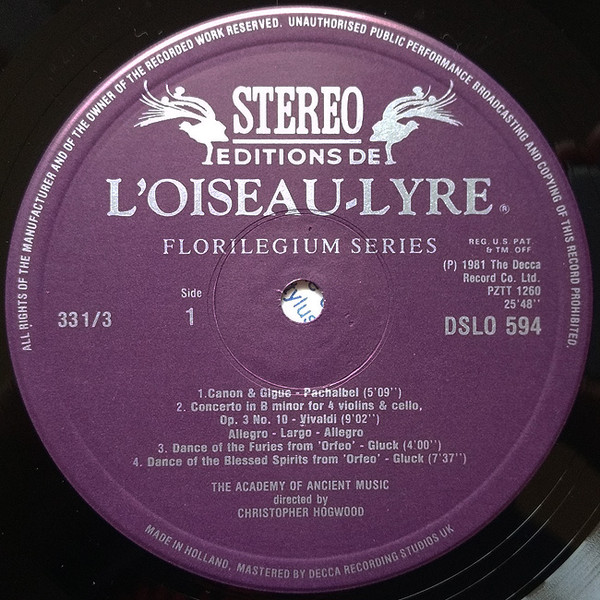 ALL RIGHTS OF THE MANUFACTURER AND OF THE OWNER OF THE RECORDED WORK RESERVED. UNAUTHORISED PUBLIC PERFORMANCE BROADCASTING AND COPYING OF THIS RECORD PROHIBITED.
STEREO
EDITIONS DE
L'OISEAU-LYRE ®
FLORILEGIUM SERIES
REG. U.S. PAT.
& TM. OFF
(P) 1981 The Decca
Record Co. Ltd.
PZTT 1260
25'48''
Side
1
33 1/3
DSLO 594
ylus
1.Canon & Gigue - Pachalbel (5'09'')
2. Concerto in B minor for 4 violins & cello,
Op. 3 No. 10 - Vivaldi (9'02'')
Allegro - Largo - Allegro
3. Dance of the Furies from 'Orfeo' - Gluck (4'00'')
4. Dance of the Blessed Spirits from 'Orfeo' - Gluck (7'37'')
THE ACADEMY OF ANCIENT MUSIC
directed by
CHRISTOPHER HOGWOOD
MADE IN HOLLAND, MASTERED BY DECCA RECORDING STUDIOS UK